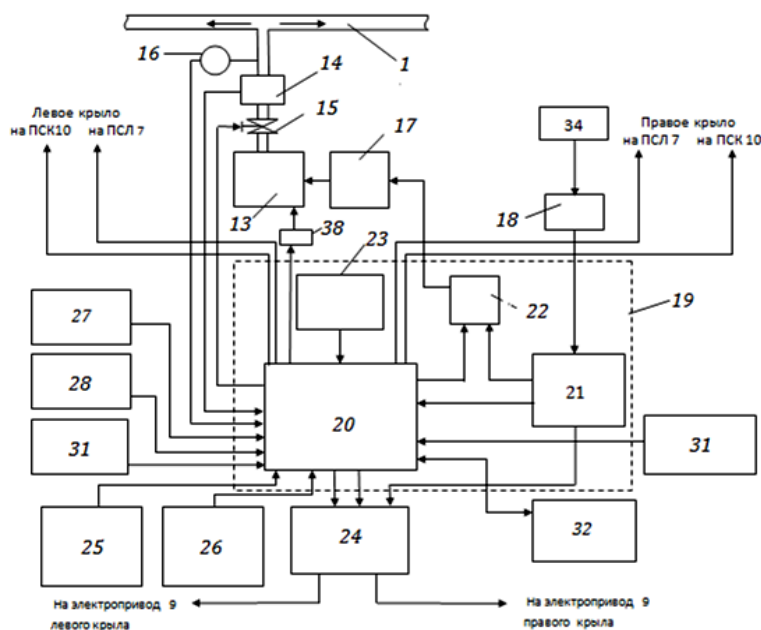 16
14
1
Левое крыло
на ПСК10 на ПСЛ 7
15
17
34
Правое крыло
на ПСЛ 7 на ПСК 10
13
38
18
23
22
19
27
28
31
20
21
31
25
26
24
32
На электропривод 9
левого крыла
На электропривод 9
правого крыла